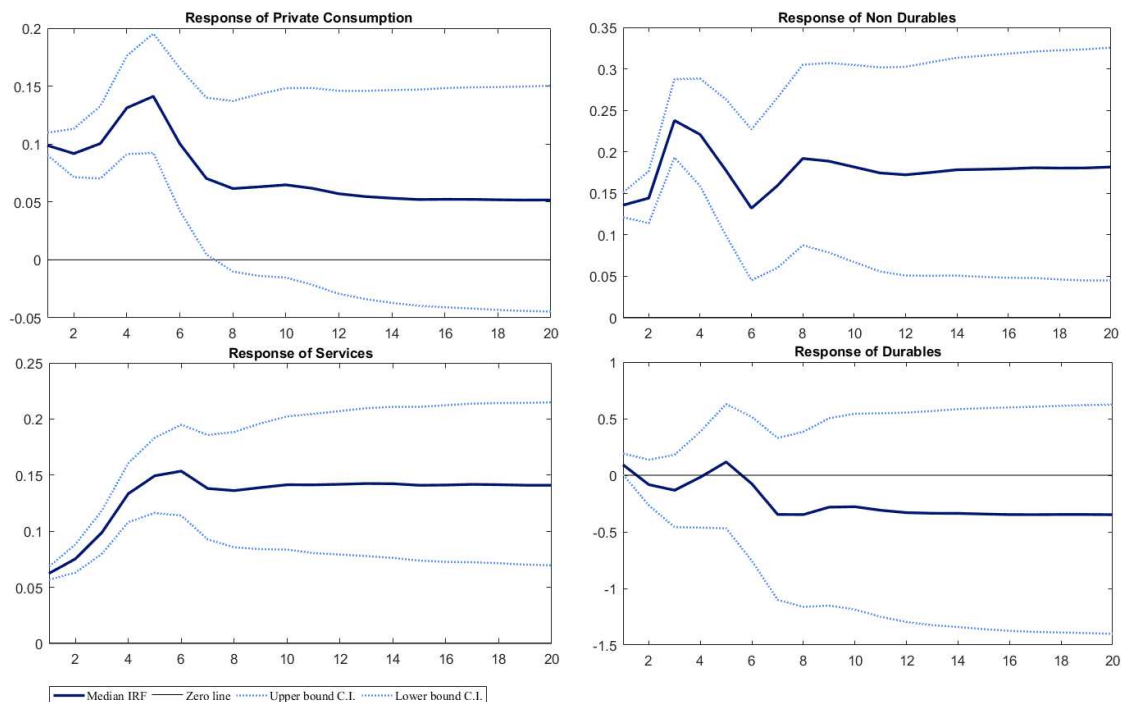 Response of Private Consumption
0.2
0.15
0.1
0.05
0
-0.05
2 4 6 8 10 12 14 16 18 20
Response of Non Durables
0.35
0.3
0.25
0.2
0.15
0.1
0.05
0
2 4 6 8 10 12 14 16 18 20
Response of Services
0.25
0.2
0.15
0.1
0.05
0
2 4 6 8 10 12 14 16 18 20
Response of Durables
1
0.5
0
-0.5
-1
-1.5
2 4 6 8 10 12 14 16 18 20
Median IRF Zero line Upper bound C.I. Lower bound C.I.